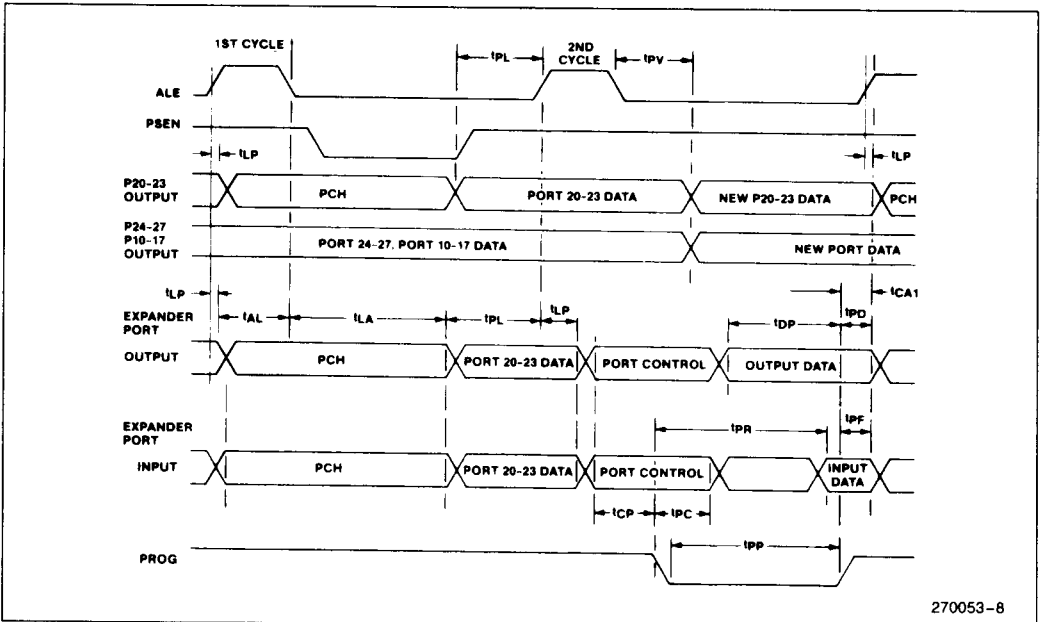 1ST CYCLE
2ND
CYCLE
tPL
tPV
ALE
PSEN
tLP
tLP
P20-23
OUTPUT
PCH
PORT 20-23 DATA
NEW P20-23 DATA
PCH
P24-27
P10-17
OUTPUT
PORT 24-27, PORT 10-17 DATA
NEW PORT DATA
tLP
tCA1
tAL
tLA
tPL
tLP
tDP
tPD
EXPANDER
PORT
OUTPUT
PCH
PORT 20-23 DATA
PORT CONTROL
OUTPUT DATA
tPR
tPF
EXPANDER
PORT
INPUT
PCH
PORT 20-23 DATA
PORT CONTROL
INPUT
DATA
tCP
tPC
tPP
PROG
270053-8